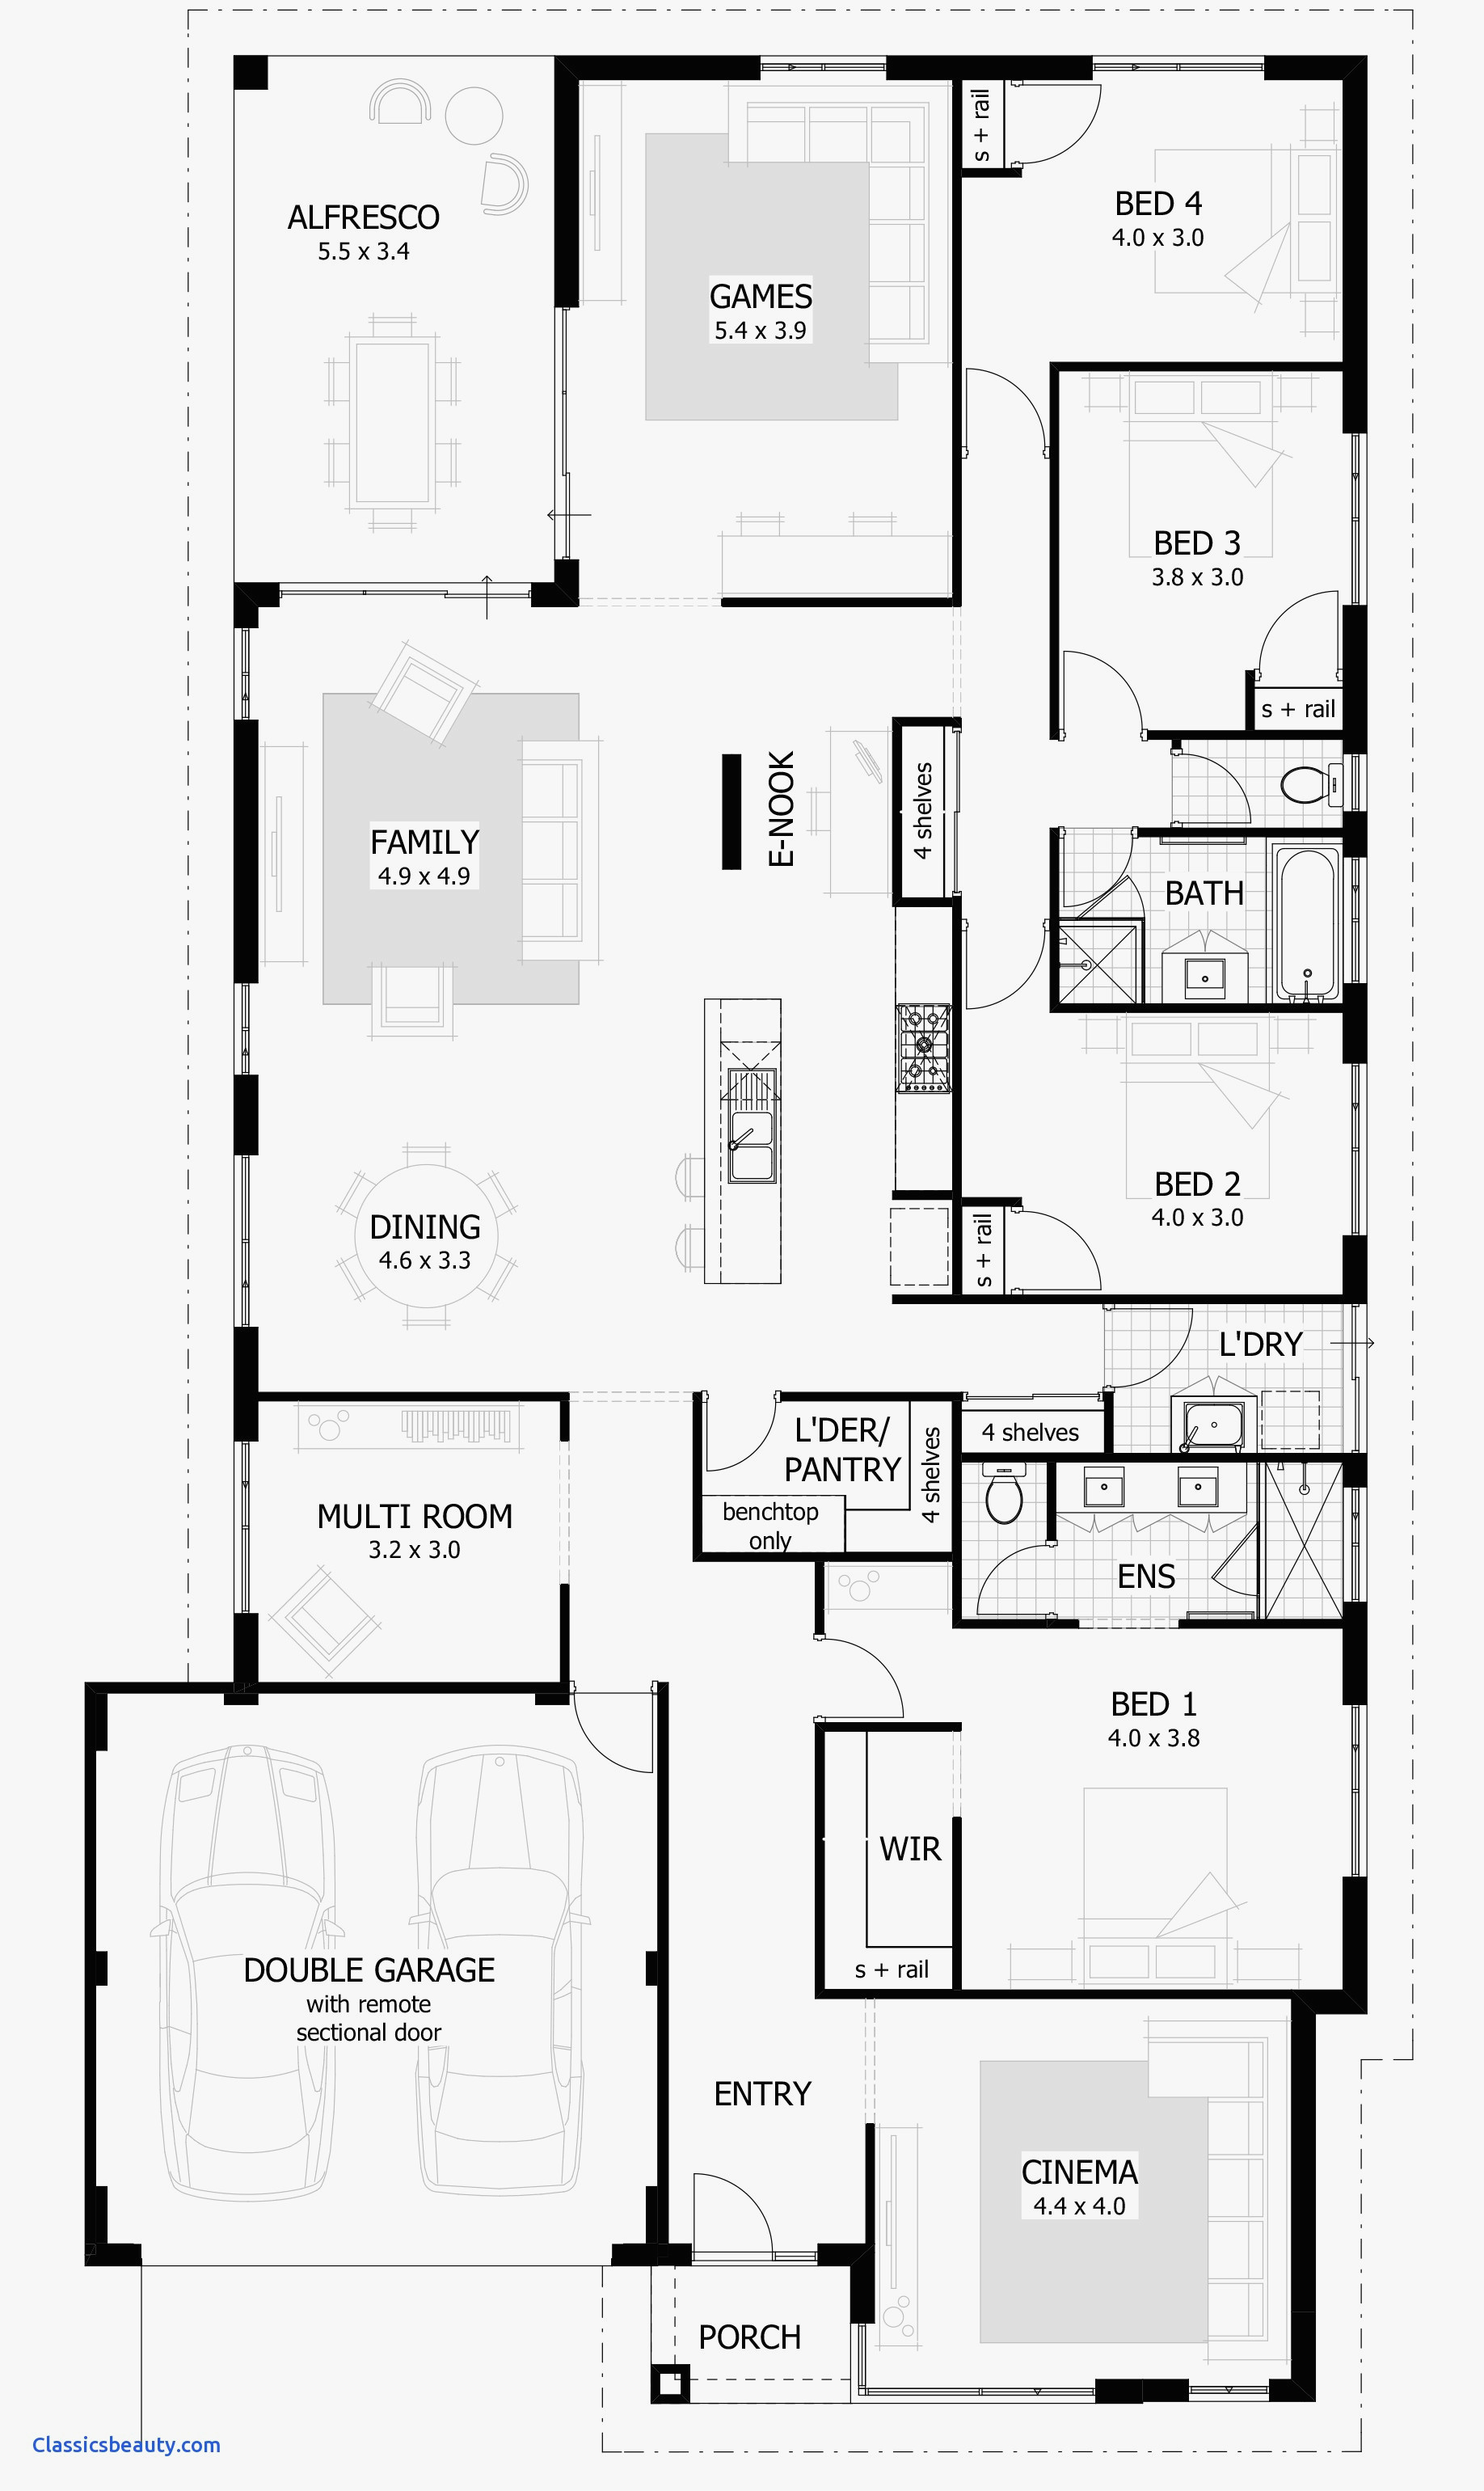 ALFRESCO
5.5 x 3.4
GAMES
5.4 x 3.9
s + rail
BED 4
4.0 x 3.0
BED 3
3.8 x 3.0
s + rail
FAMILY
4.9 x 4.9
E-NOOK
4 shelves
BATH
DINING
4.6 x 3.3
BED 2
4.0 x 3.0
s + rail
L'DRY
4 shelves
L'DER/
PANTRY
4 shelves
benchtop
only
MULTI ROOM
3.2 x 3.0
ENS
BED 1
4.0 x 3.8
WIR
s + rail
DOUBLE GARAGE
with remote
sectional door
ENTRY
CINEMA
4.4 x 4.0
PORCH
Classicsbeauty.com